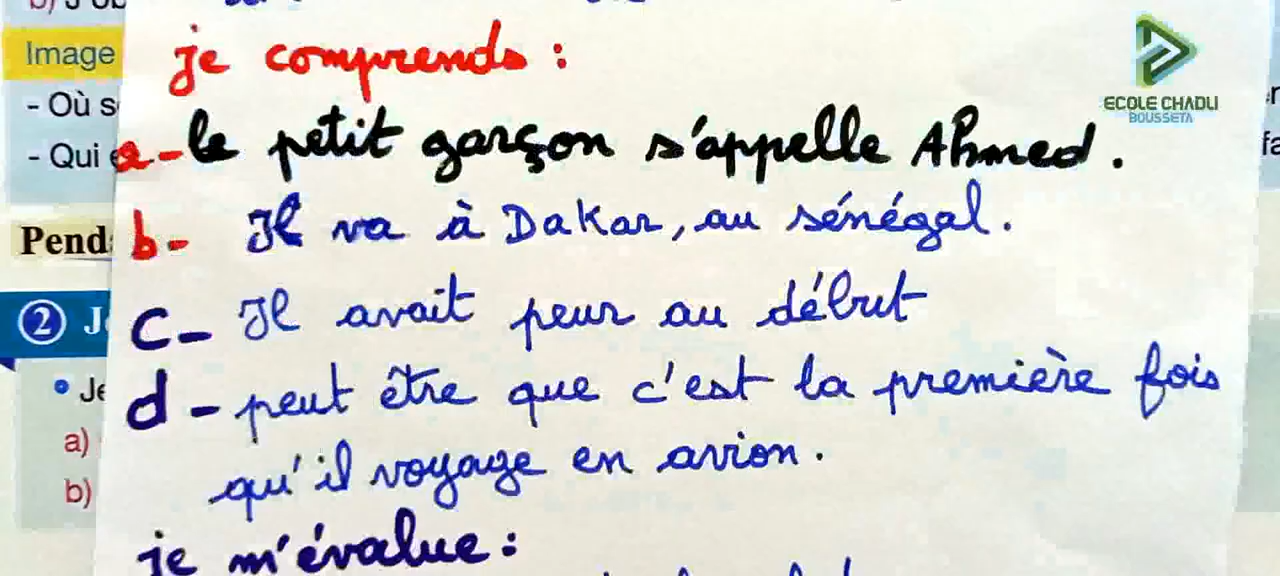 Image
je comprends :
ECOLE CHADLI
BOUSSETA
- Où
a- le petit garçon s'appelle Ahmed.
- Qui
b- Il va à Dakar, au sénégal.
Pend
2
c- Il avait peur au début
Je
d- peut être que c'est la première fois
a)
qu'il voyage en avion.
b)
je m'évalue :